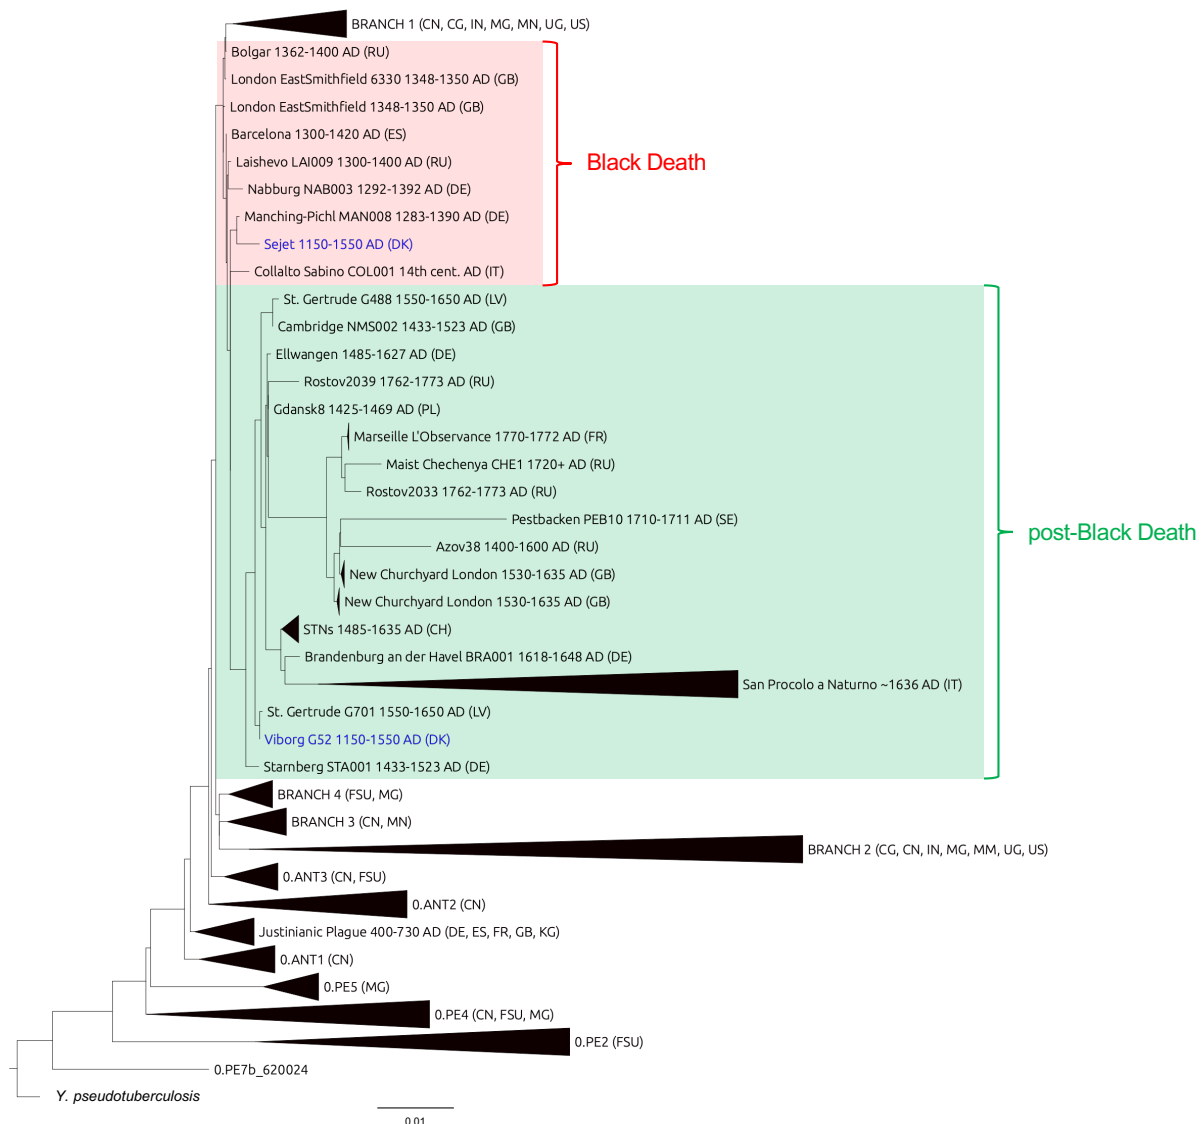 BRANCH 1 (CN, CG, IN, MG, MN, UG, US)
Bolgar 1362-1400 AD (RU)
London EastSmithfield 6330 1348-1350 AD (GB)
London EastSmithfield 1348-1350 AD (GB)
Barcelona 1300-1420 AD (ES)
Laishevo LAI009 1300-1400 AD (RU)
Black Death
Nabburg NAB003 1292-1392 AD (DE)
Manching-Pichl MAN008 1283-1390 AD (DE)
Sejet 1150-1550 AD (DK)
Collalto Sabino COL001 14th cent. AD (IT)
St. Gertrude G488 1550-1650 AD (LV)
Cambridge NMS002 1433-1523 AD (GB)
Ellwangen 1485-1627 AD (DE)
Rostov2039 1762-1773 AD (RU)
Gdansk8 1425-1469 AD (PL)
Marseille L'Observance 1770-1772 AD (FR)
Maist Chechenya CHE1 1720+ AD (RU)
Rostov2033 1762-1773 AD (RU)
Pestbacken PEB10 1710-1711 AD (SE)
post-Black Death
Azov38 1400-1600 AD (RU)
New Churchyard London 1530-1635 AD (GB)
New Churchyard London 1530-1635 AD (GB)
STNs 1485-1635 AD (CH)
Brandenburg an der Havel BRA001 1618-1648 AD (DE)
San Procolo a Naturno ~1636 AD (IT)
St. Gertrude G701 1550-1650 AD (LV)
Viborg G52 1150-1550 AD (DK)
Starnberg STA001 1433-1523 AD (DE)
BRANCH 4 (FSU, MG)
BRANCH 3 (CN, MN)
BRANCH 2 (CG, CN, IN, MG, MM, UG, US)
0.ANT3 (CN, FSU)
0.ANT2 (CN)
Justinianic Plague 400-730 AD (DE, ES, FR, GB, KG)
0.ANT1 (CN)
0.PE5 (MG)
0.PE4 (CN, FSU, MG)
0.PE2 (FSU)
0.PE7b_620024
Y. pseudotuberculosis
0.01